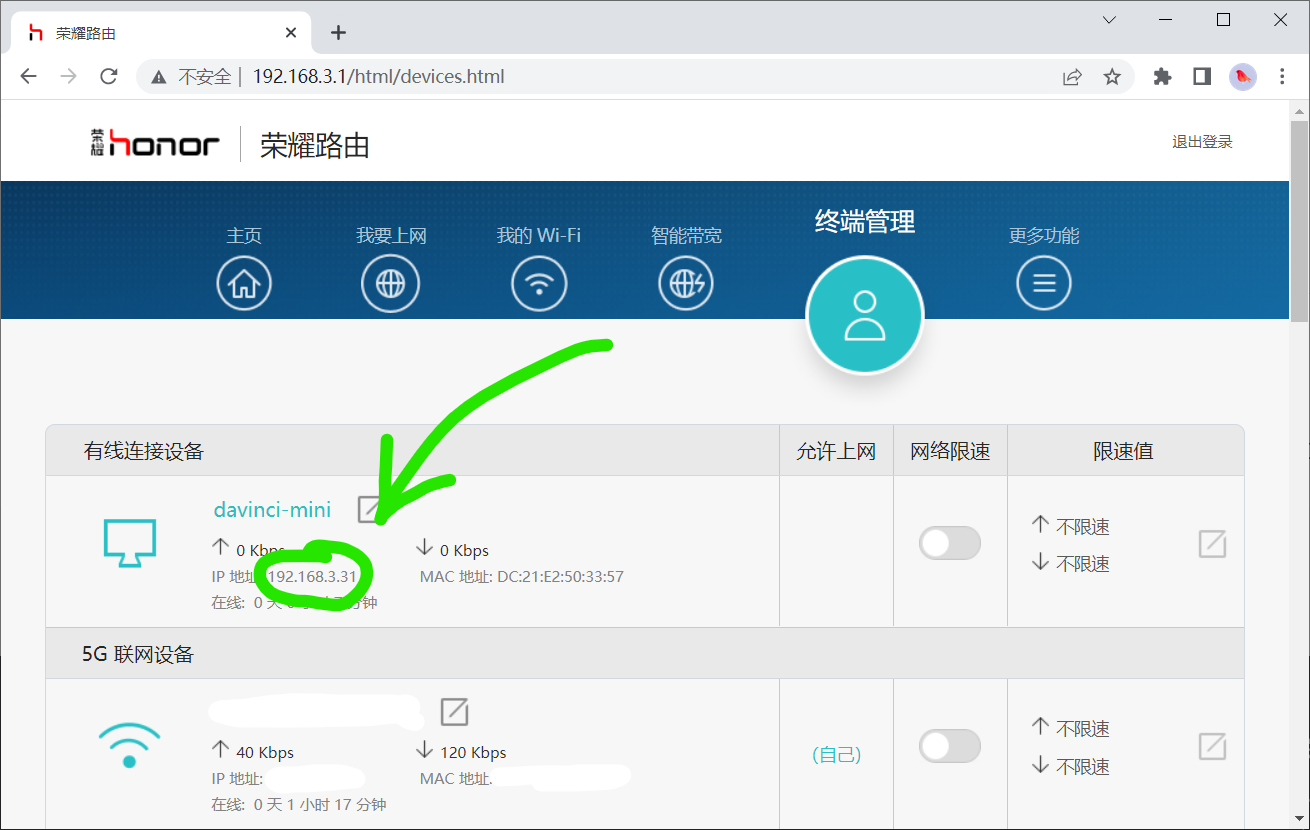 荣耀路由
不安全 192.168.3.1/html/devices.html
荣耀 honor 荣耀路由 退出登录
主页 我要上网 我的 Wi-Fi 智能带宽 终端管理 更多功能
有线连接设备 允许上网 网络限速 限速值
davinci-mini
0 Kbps 0 Kbps
IP 地址 192.168.3.31 MAC 地址: DC:21:E2:50:33:57
在线: 0 天 分钟
不限速
不限速
5G 联网设备
40 Kbps 120 Kbps
IP 地址: MAC 地址.
在线: 0 天 1 小时 17 分钟
(自己)
不限速
不限速